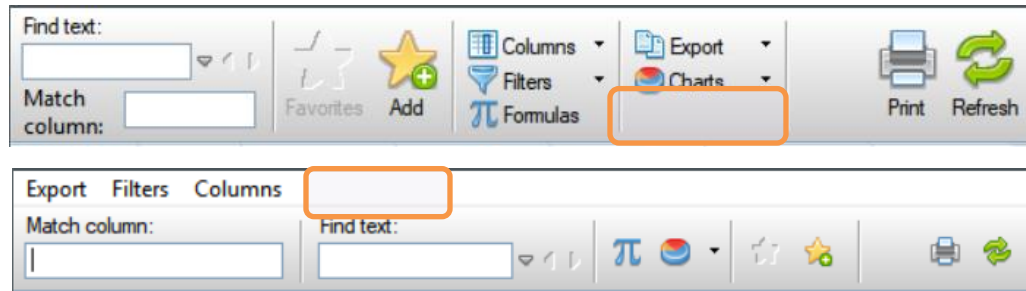 Find text:
Columns
Export
Filters
Charts
Match
column:
Favorites
Add
Formulas
Print
Refresh
Export Filters Columns
Match column:
Find text: